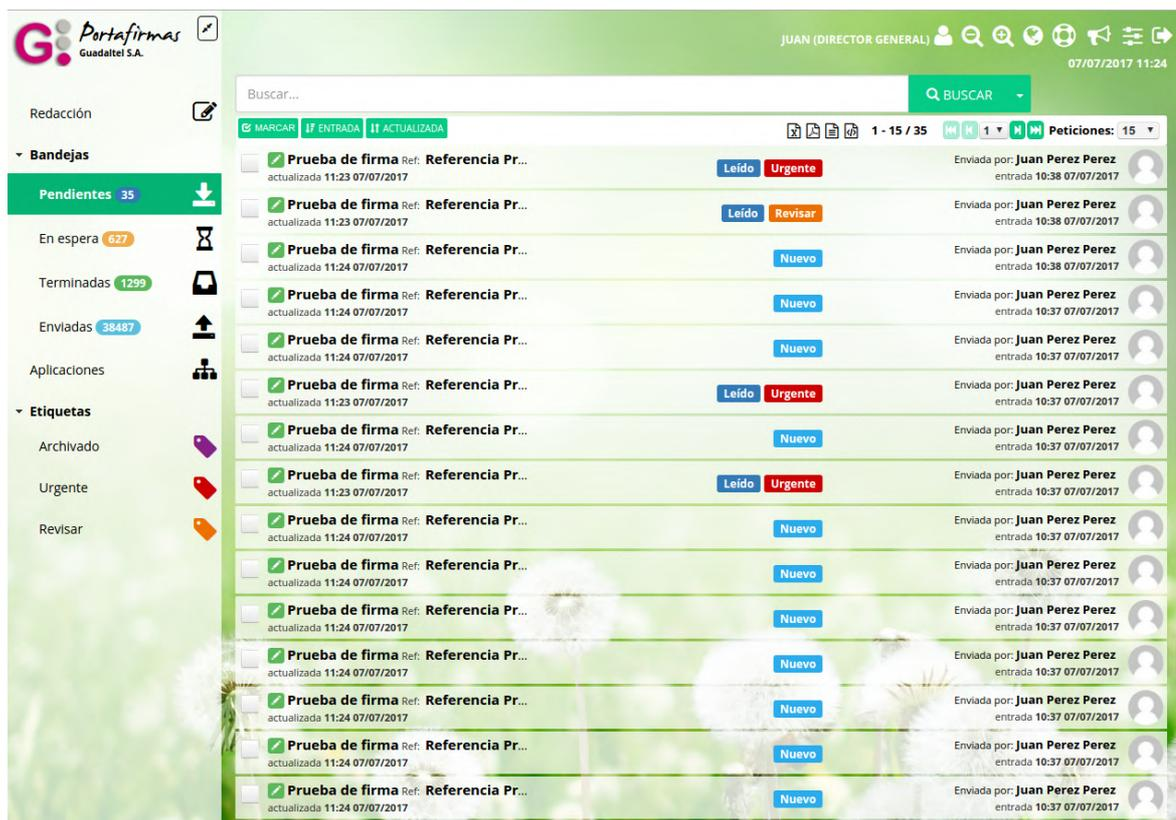 G
Portafirmas
Guadaltel S.A.
JUAN (DIRECTOR GENERAL)
07/07/2017 11:24
Redacción
Bandejas
Pendientes 35
En espera 627
Terminadas 1299
Enviadas 38487
Aplicaciones
Etiquetas
Archivado
Urgente
Revisar
Buscar...
BUSCAR
MARCAR ENTRADA ACTUALIZADA
1 - 15 / 35 1 Peticiones: 15
Prueba de firma Ref: Referencia Pr... Leído Urgente Enviada por: Juan Perez Perez
actualizada 11:23 07/07/2017 entrada 10:38 07/07/2017
Prueba de firma Ref: Referencia Pr... Leído Revisar Enviada por: Juan Perez Perez
actualizada 11:23 07/07/2017 entrada 10:38 07/07/2017
Prueba de firma Ref: Referencia Pr... Nuevo Enviada por: Juan Perez Perez
actualizada 11:24 07/07/2017 entrada 10:38 07/07/2017
Prueba de firma Ref: Referencia Pr... Nuevo Enviada por: Juan Perez Perez
actualizada 11:24 07/07/2017 entrada 10:37 07/07/2017
Prueba de firma Ref: Referencia Pr... Nuevo Enviada por: Juan Perez Perez
actualizada 11:24 07/07/2017 entrada 10:37 07/07/2017
Prueba de firma Ref: Referencia Pr... Leído Urgente Enviada por: Juan Perez Perez
actualizada 11:23 07/07/2017 entrada 10:37 07/07/2017
Prueba de firma Ref: Referencia Pr... Nuevo Enviada por: Juan Perez Perez
actualizada 11:24 07/07/2017 entrada 10:37 07/07/2017
Prueba de firma Ref: Referencia Pr... Leído Urgente Enviada por: Juan Perez Perez
actualizada 11:23 07/07/2017 entrada 10:37 07/07/2017
Prueba de firma Ref: Referencia Pr... Nuevo Enviada por: Juan Perez Perez
actualizada 11:24 07/07/2017 entrada 10:37 07/07/2017
Prueba de firma Ref: Referencia Pr... Nuevo Enviada por: Juan Perez Perez
actualizada 11:24 07/07/2017 entrada 10:37 07/07/2017
Prueba de firma Ref: Referencia Pr... Nuevo Enviada por: Juan Perez Perez
actualizada 11:24 07/07/2017 entrada 10:37 07/07/2017
Prueba de firma Ref: Referencia Pr... Nuevo Enviada por: Juan Perez Perez
actualizada 11:24 07/07/2017 entrada 10:37 07/07/2017
Prueba de firma Ref: Referencia Pr... Nuevo Enviada por: Juan Perez Perez
actualizada 11:24 07/07/2017 entrada 10:37 07/07/2017
Prueba de firma Ref: Referencia Pr... Nuevo Enviada por: Juan Perez Perez
actualizada 11:24 07/07/2017 entrada 10:37 07/07/2017
Prueba de firma Ref: Referencia Pr... Nuevo Enviada por: Juan Perez Perez
actualizada 11:24 07/07/2017 entrada 10:37 07/07/2017